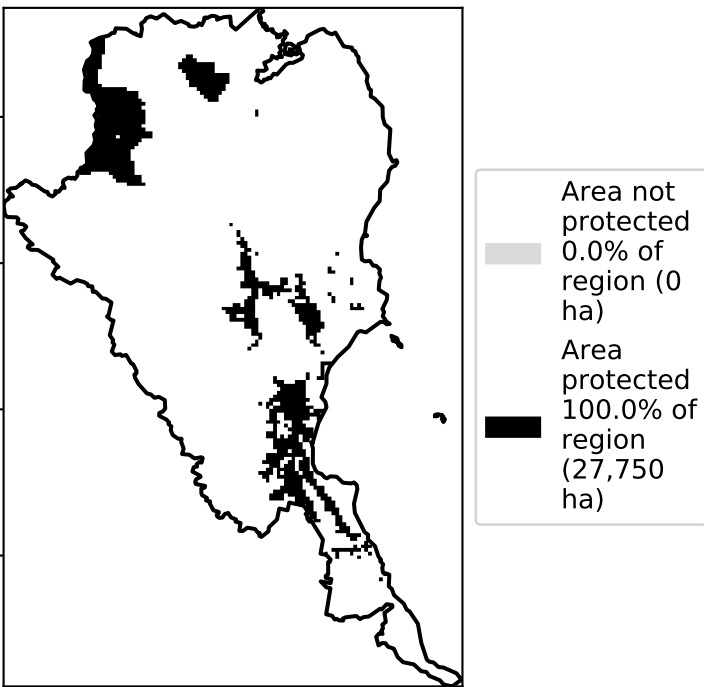 Area not
protected
0.0% of
region (0
ha)
Area
protected
100.0% of
region
(27,750
ha)